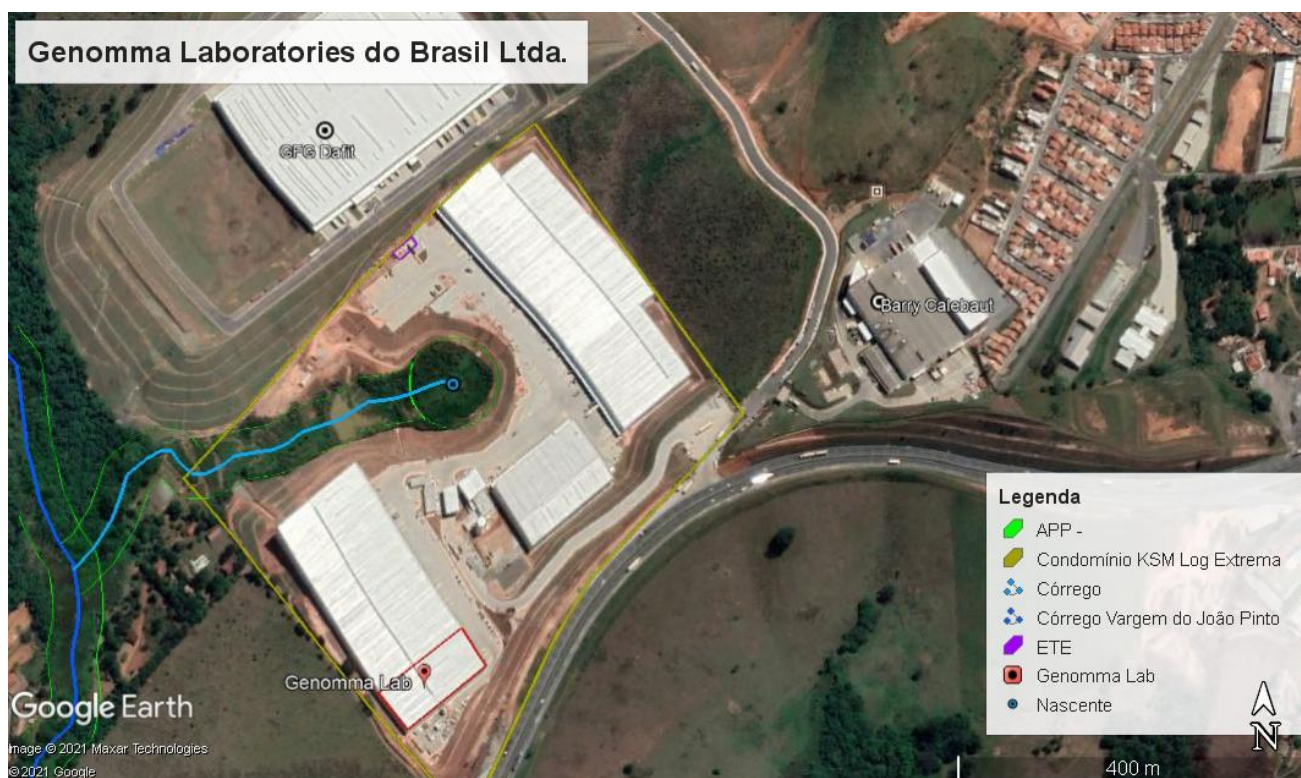 Genomma Laboratories do Brasil Ltda.
GFG Dafit
Barry Calebaut
Genomma Lab
Legenda
APP -
Condomínio KSM Log Extrema
Córrego
Córrego Vargem do João Pinto
ETE
Genomma Lab
Nascente
N
400 m
Google Earth
Image © 2021 Maxar Technologies
© 2021 Google